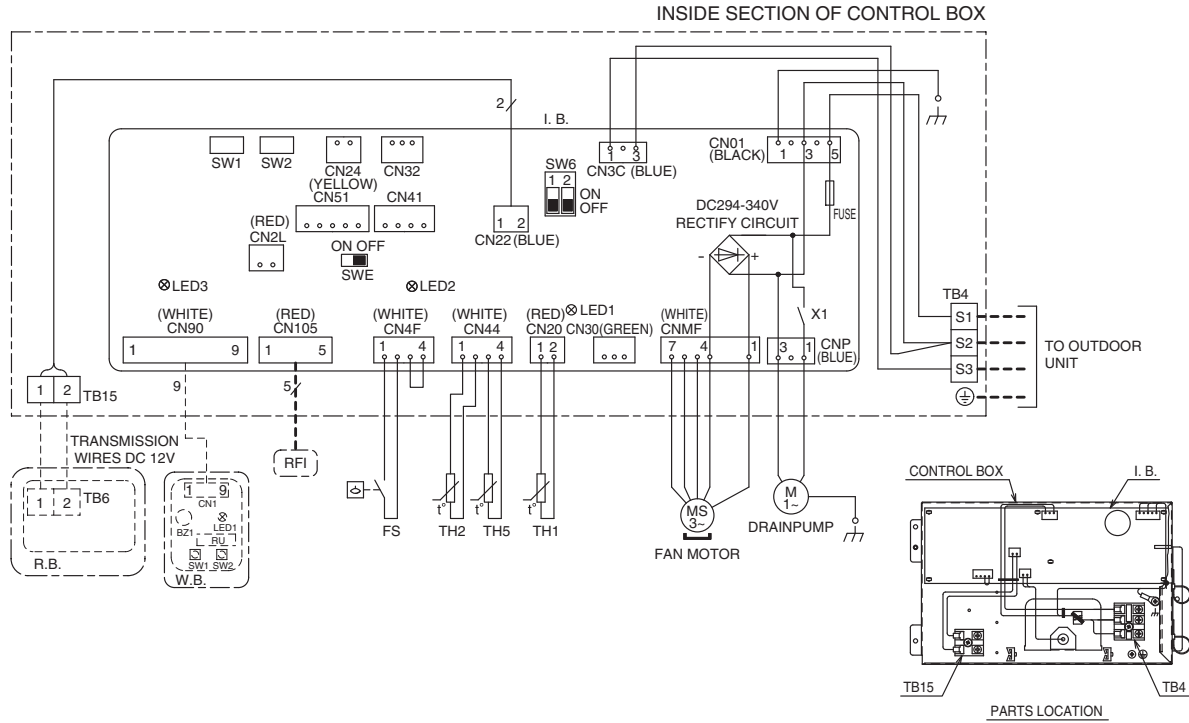 INSIDE SECTION OF CONTROL BOX
2
I. B.
SW1
SW2
CN24
(YELLOW)
CN32
CN51
CN41
(RED)
CN2L
ON OFF
SWE
1 2
CN22(BLUE)
SW6
1 2
ON
OFF
1 3
CN3C (BLUE)
CN01
(BLACK)
1 3 5
DC294-340V
RECTIFY CIRCUIT
FUSE
- +
LED3
LED2
LED1
(WHITE)
CN90
1 9
(RED)
CN105
1 5
(WHITE)
CN4F
1 4
(WHITE)
CN44
1 4
(RED)
CN20
1 2
CN30(GREEN)
(WHITE)
CNMF
7 4 1
X1
3 1
CNP
(BLUE)
TB4
S1
S2
S3
TO OUTDOOR
UNIT
1 2
TB15
9
5
TRANSMISSION
WIRES DC 12V
RFI
1 2
TB6
R.B.
1 9
CN1
BZ1
LED1
RU
SW1 SW2
W.B.
FS
t°
TH2
t°
TH5
t°
TH1
MS
3~
FAN MOTOR
M
1~
DRAINPUMP
CONTROL BOX
I. B.
TB15
TB4
PARTS LOCATION